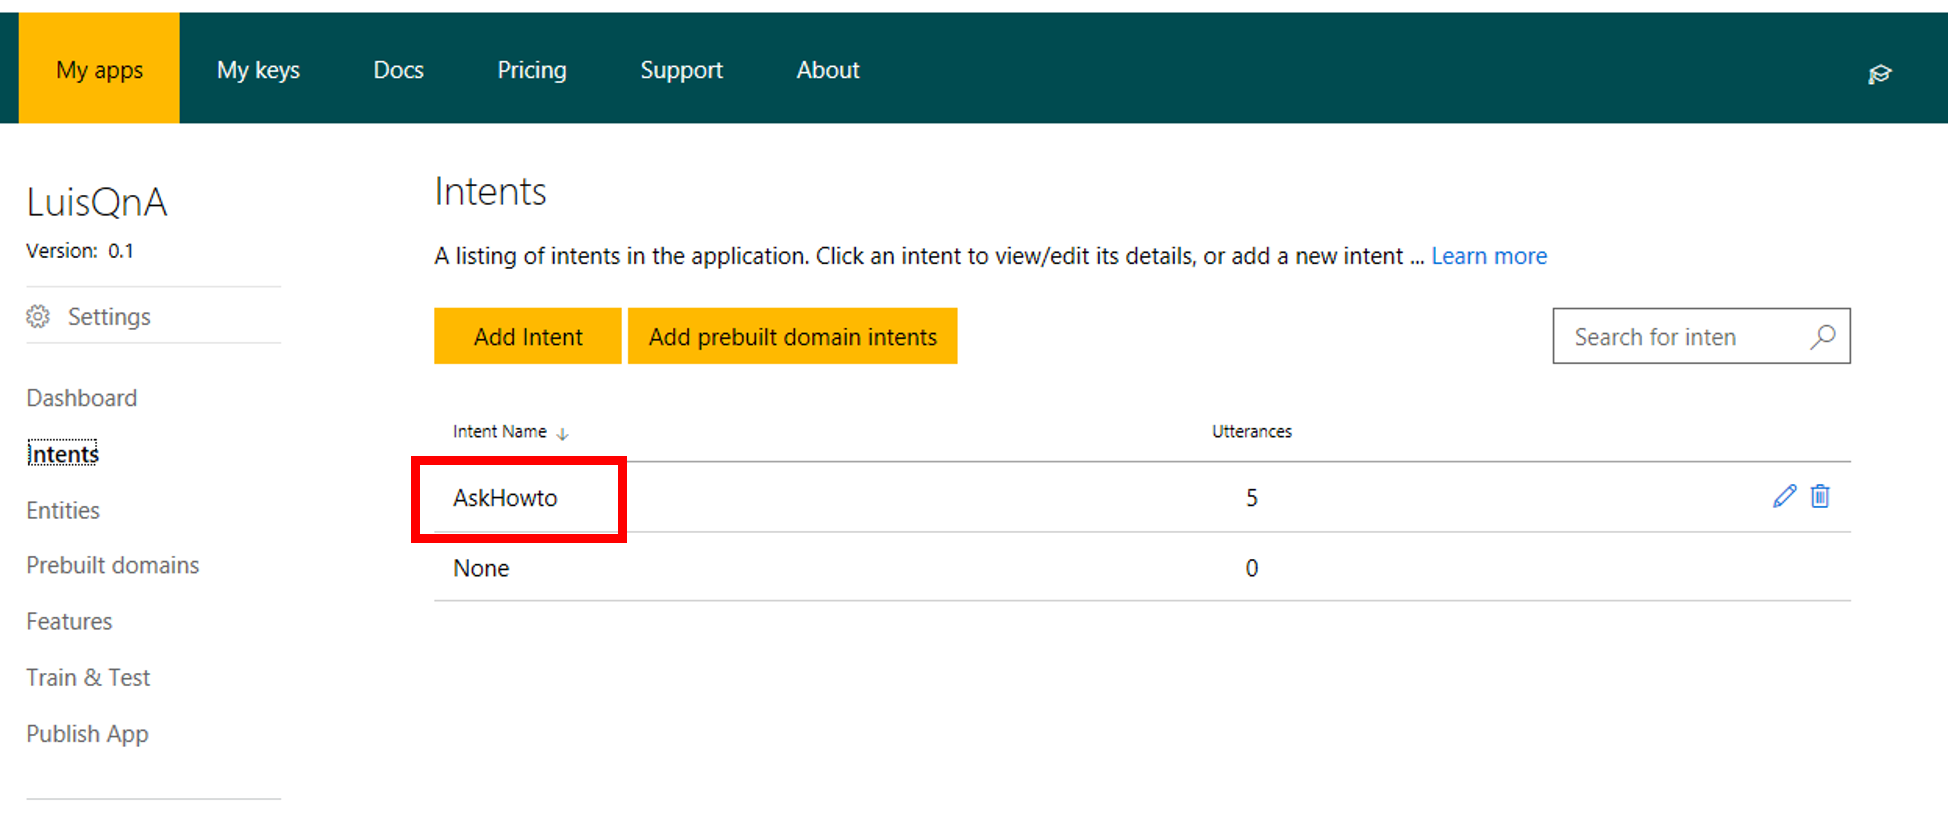 My apps My keys Docs Pricing Support About
LuisQnA
Version: 0.1
Settings
Dashboard
Intents
Entities
Prebuilt domains
Features
Train & Test
Publish App
Intents
A listing of intents in the application. Click an intent to view/edit its details, or add a new intent ... Learn more
Add Intent Add prebuilt domain intents Search for inten
Intent Name Utterances
AskHowto 5
None 0